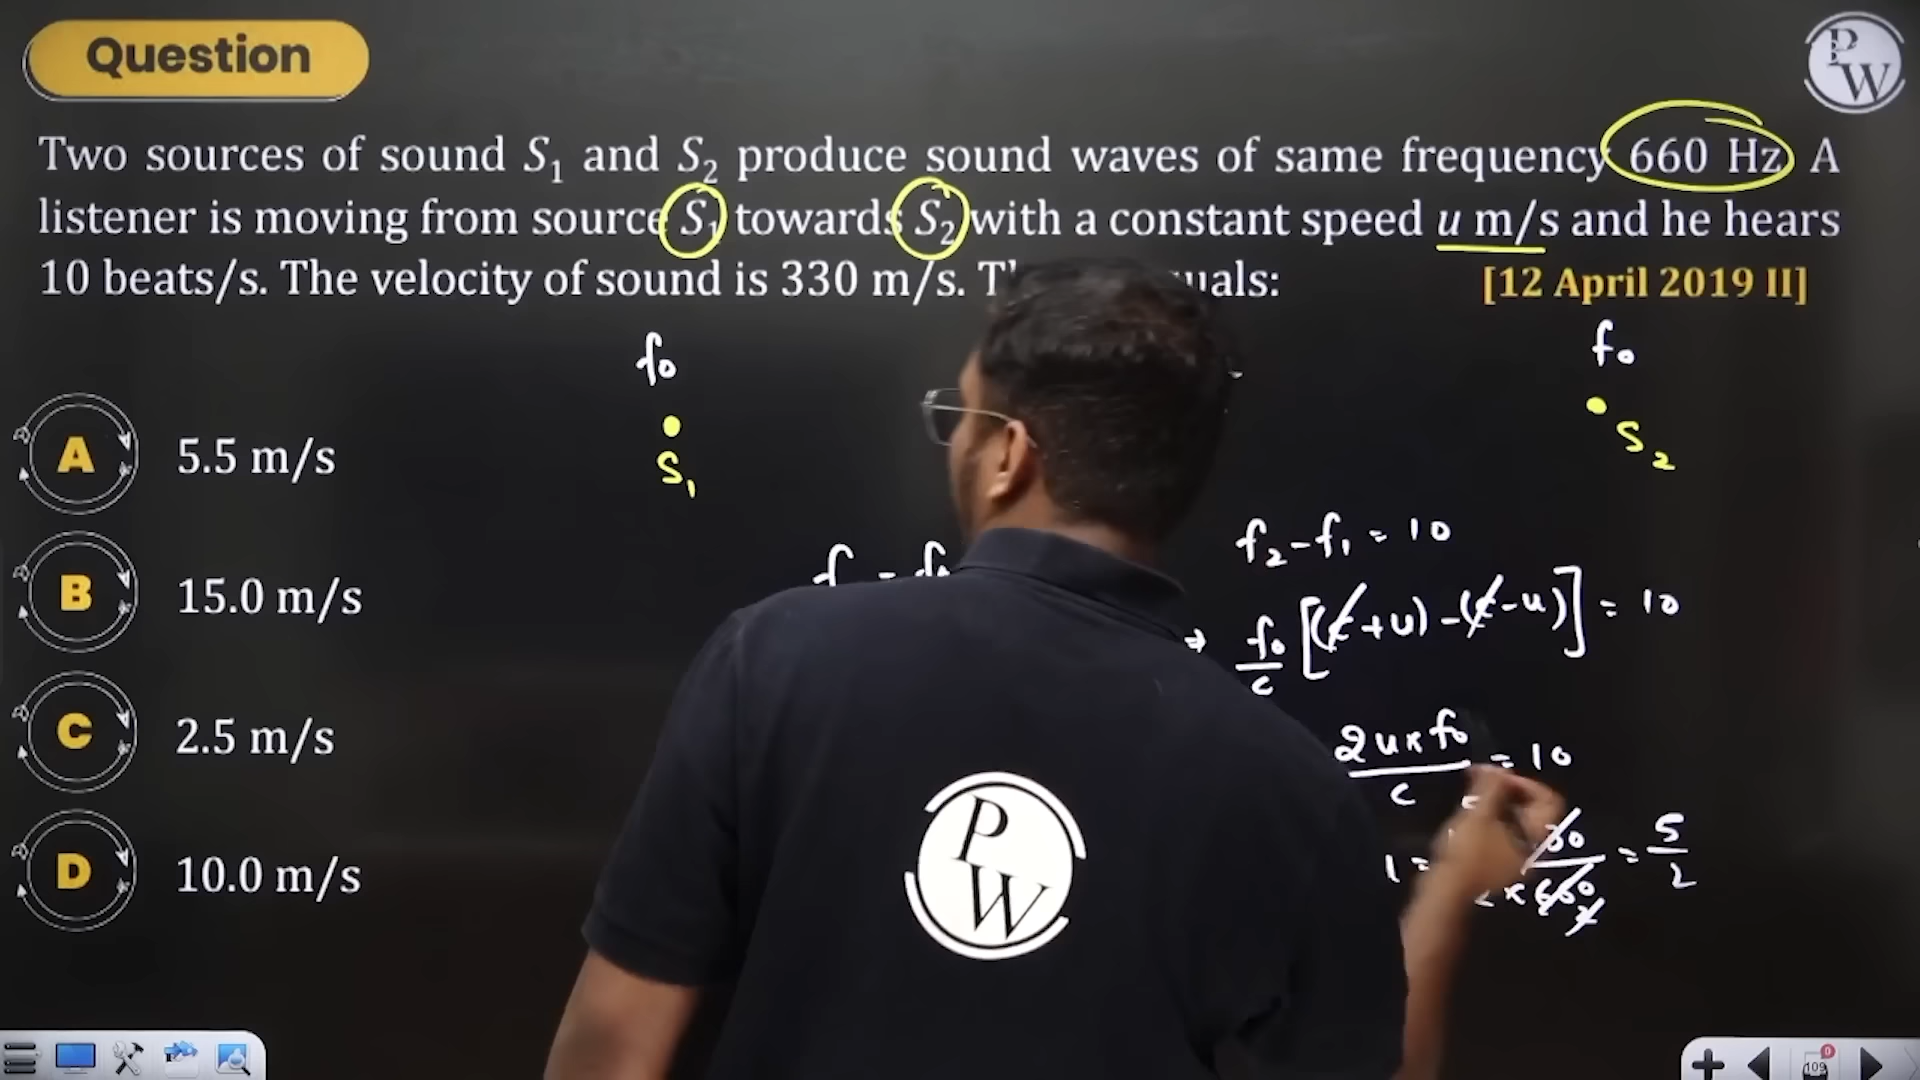 Question
PW
Two sources of sound S₁ and S₂ produce sound waves of same frequency 660 Hz A
listener is moving from source S₁ towards S₂ with a constant speed u m/s and he hears
10 beats/s. The velocity of sound is 330 m/s.
[12 April 2019 II]
f₀
f₀
S₁
S₂
A 5.5 m/s
B 15.0 m/s
C 2.5 m/s
D 10.0 m/s
f₂-f₁ = 10
⇒ f₀/c [(c+u)-(c-u)] = 10
2u×f₀/c = 10
= 5/2
PW
109
0